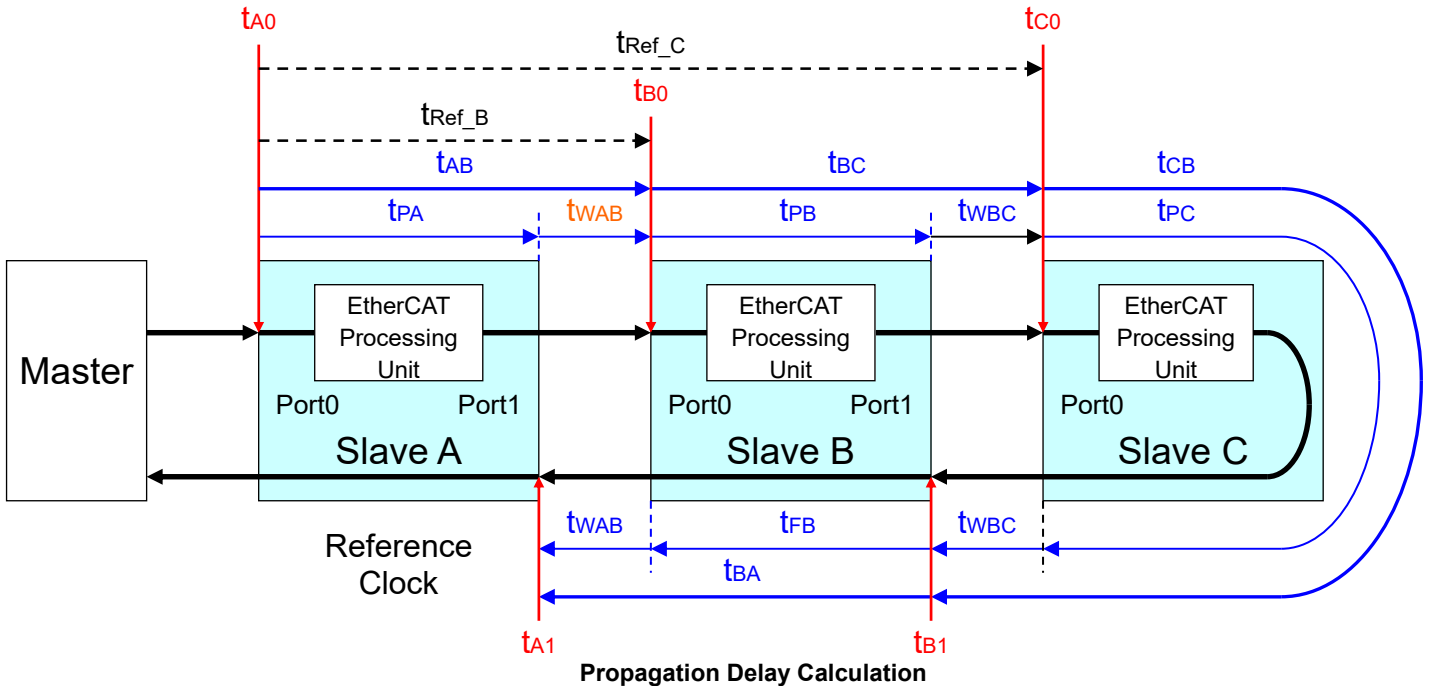 tA0
tC0
tRef_C
tB0
tRef_B
tAB
tBC
tCB
tPA
tWAB
tPB
tWBC
tPC
Master
EtherCAT
Processing
Unit
Port0
Port1
Slave A
EtherCAT
Processing
Unit
Port0
Port1
Slave B
EtherCAT
Processing
Unit
Port0
Slave C
Reference
Clock
tWAB
tFB
tWBC
tBA
tA1
tB1
Propagation Delay Calculation